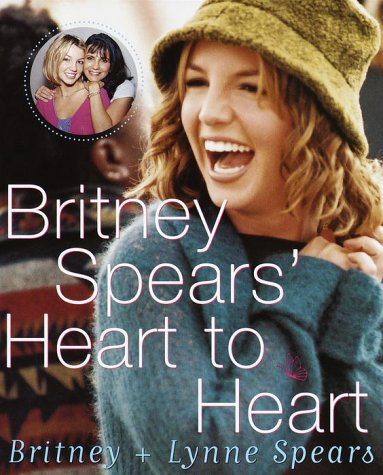 Britney
Spears'
Heart to
Heart
Britney + Lynne Spears